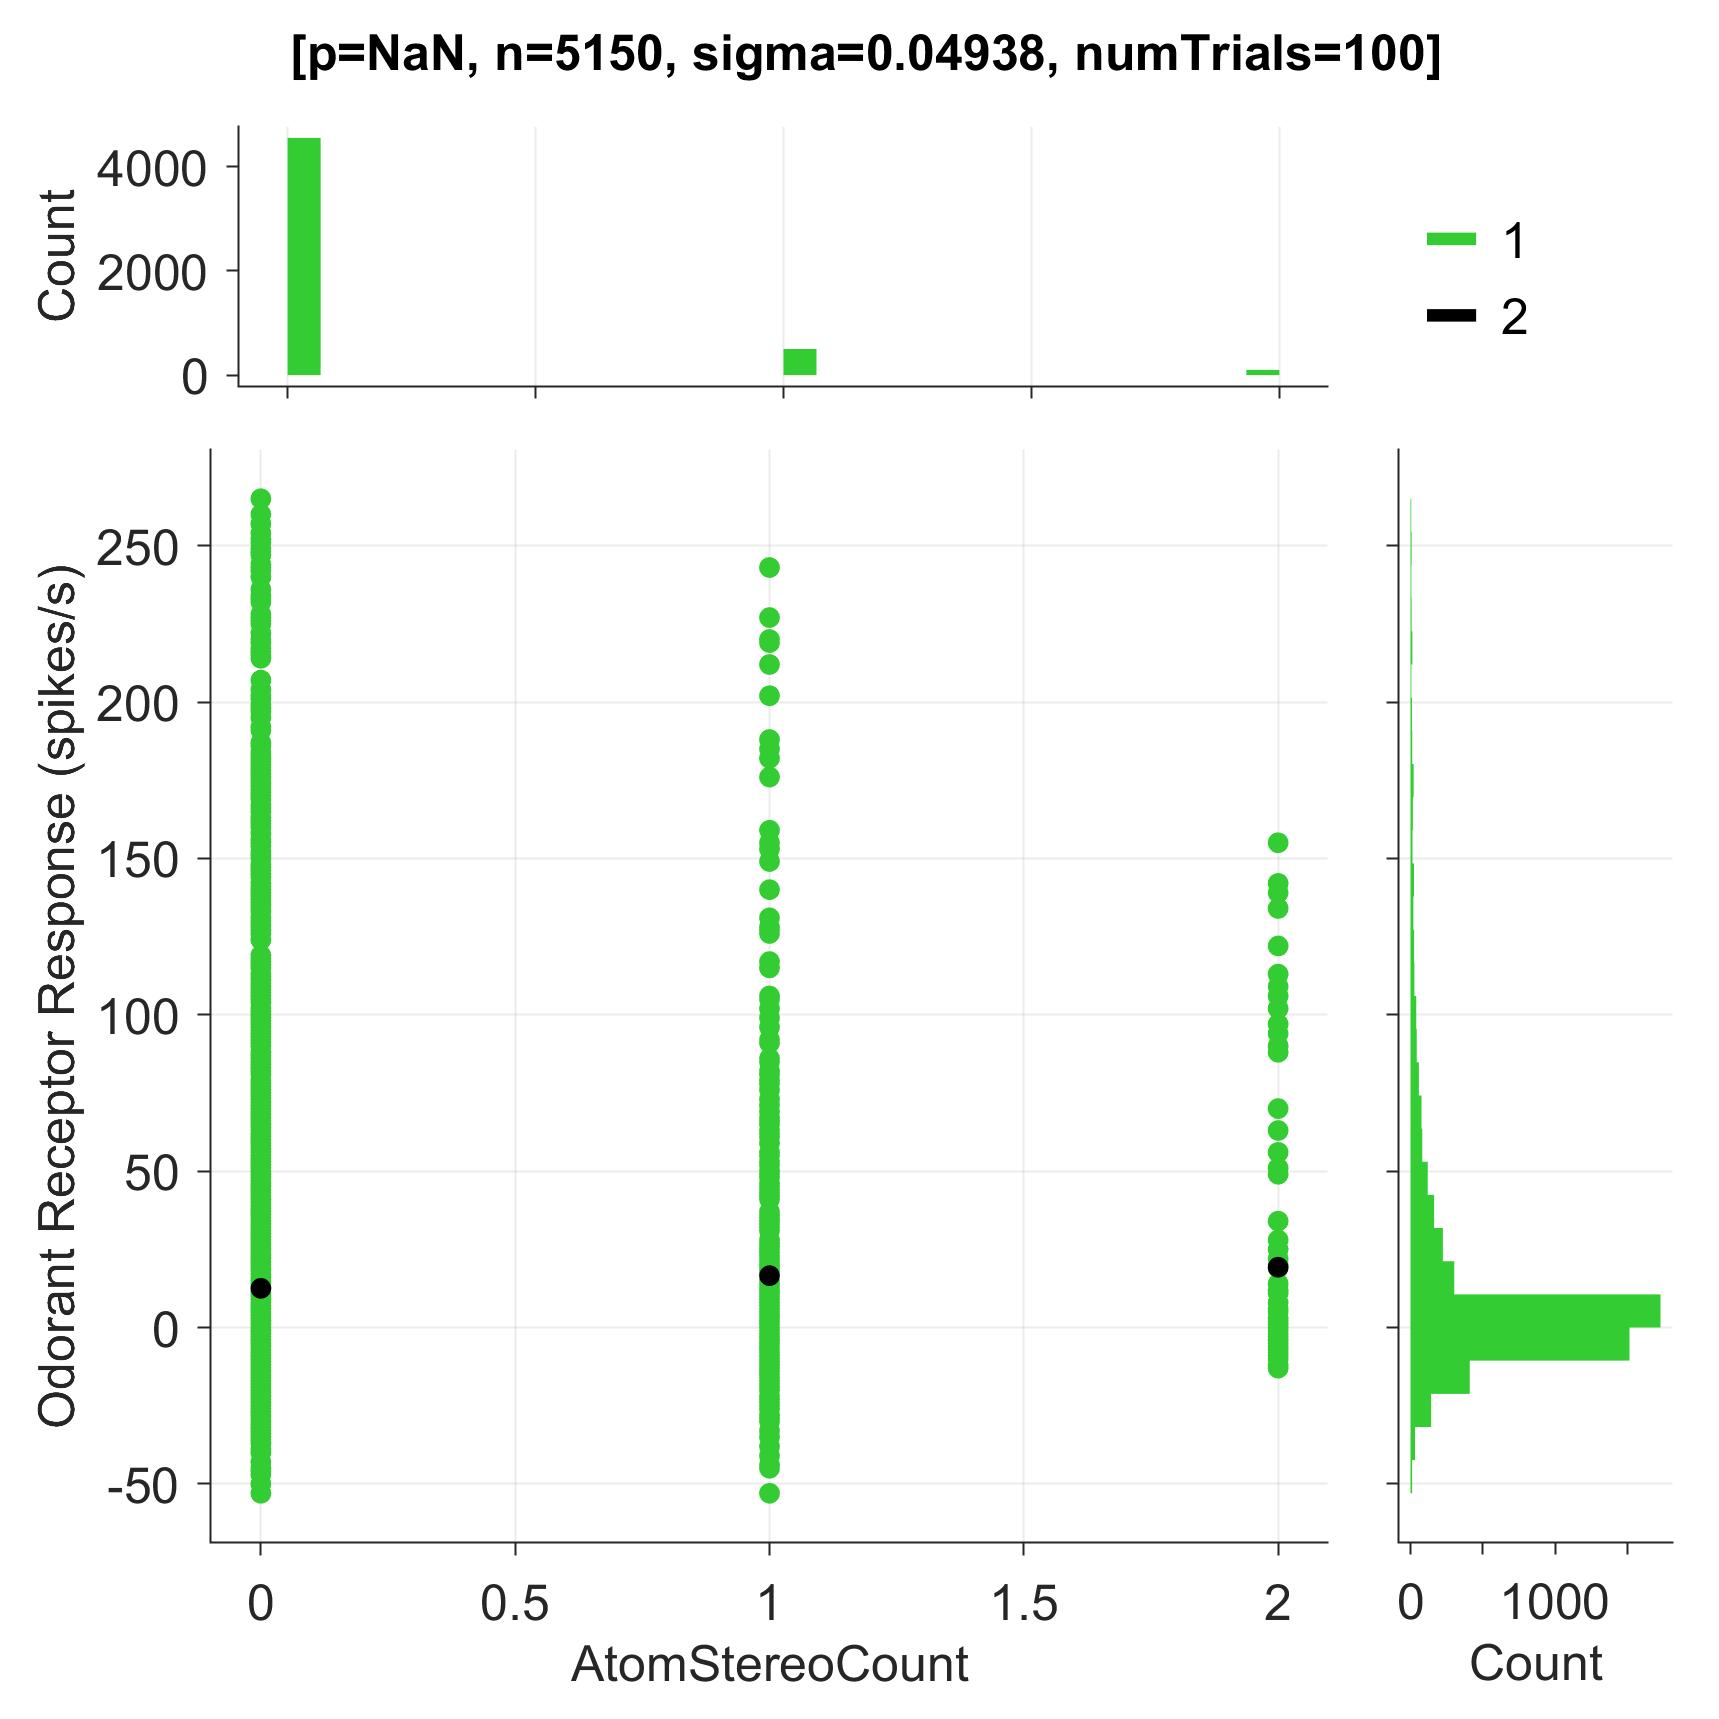 [p=NaN, n=5150, sigma=0.04938, numTrials=100]
Count
4000
2000
0
1
2
Odorant Receptor Response (spikes/s)
250
200
150
100
50
0
-50
0 0.5 1 1.5 2
AtomStereoCount
0 1000
Count